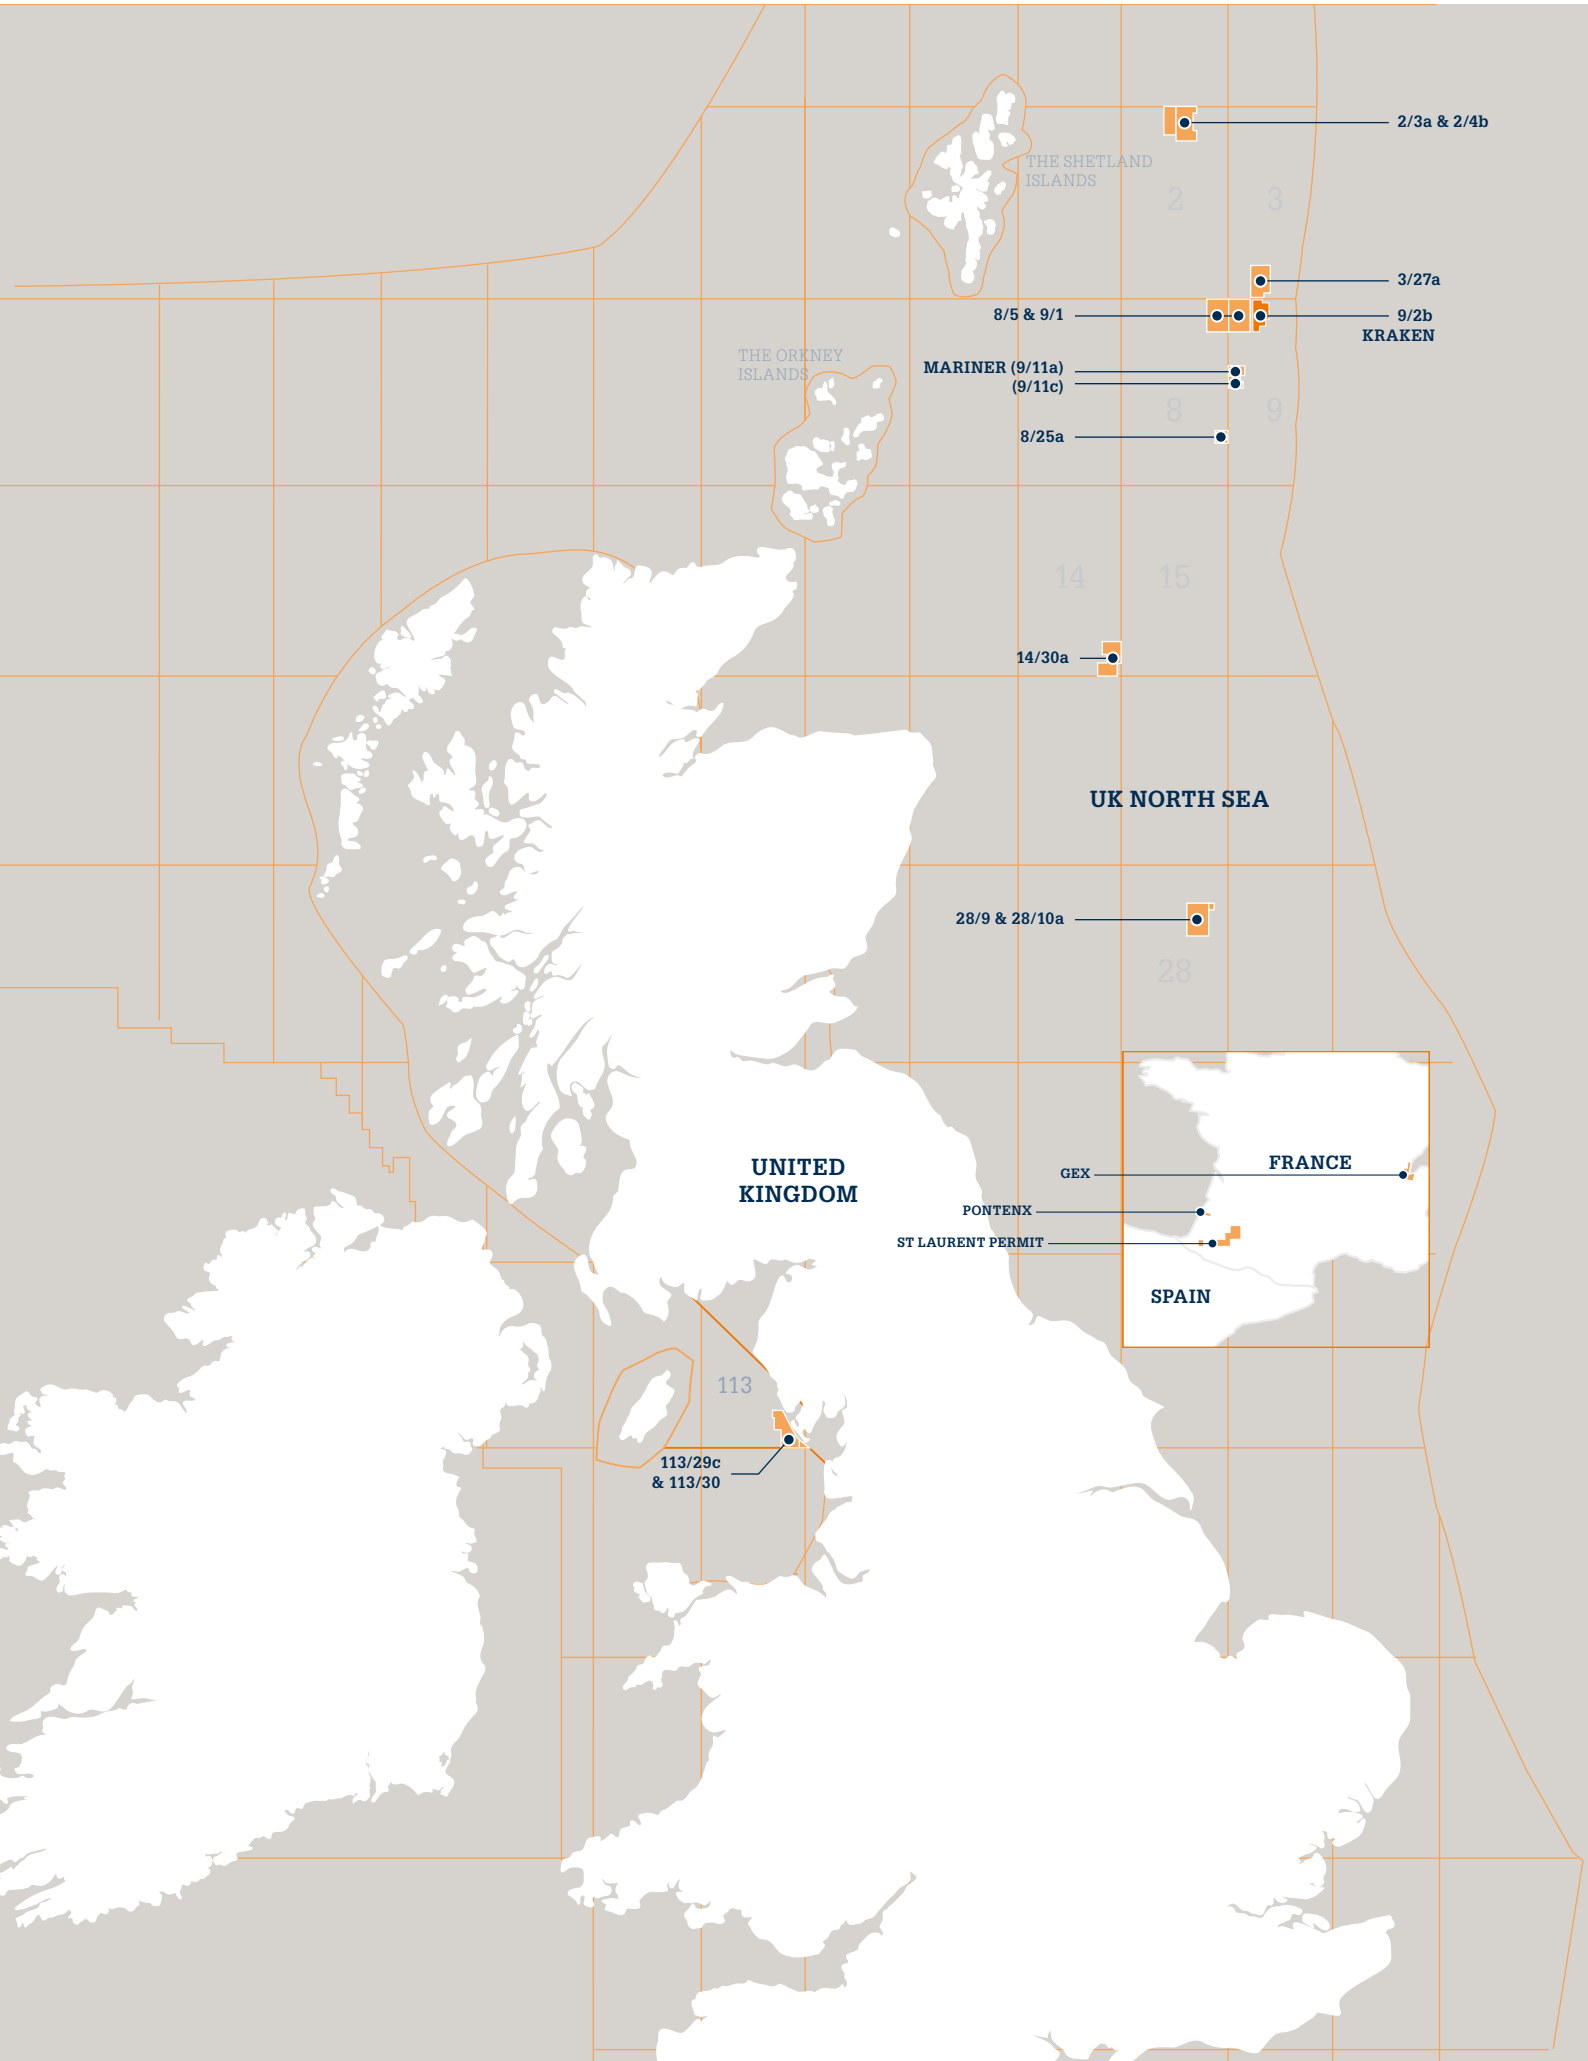 2/3a & 2/4b
THE SHETLAND
ISLANDS
2
3
3/27a
8/5 & 9/1
9/2b
KRAKEN
THE ORKNEY
ISLANDS
MARINER (9/11a)
(9/11c)
8
9
8/25a
14
15
14/30a
UK NORTH SEA
28/9 & 28/10a
28
UNITED
KINGDOM
FRANCE
GEX
PONTENX
ST LAURENT PERMIT
SPAIN
113
113/29c
& 113/30